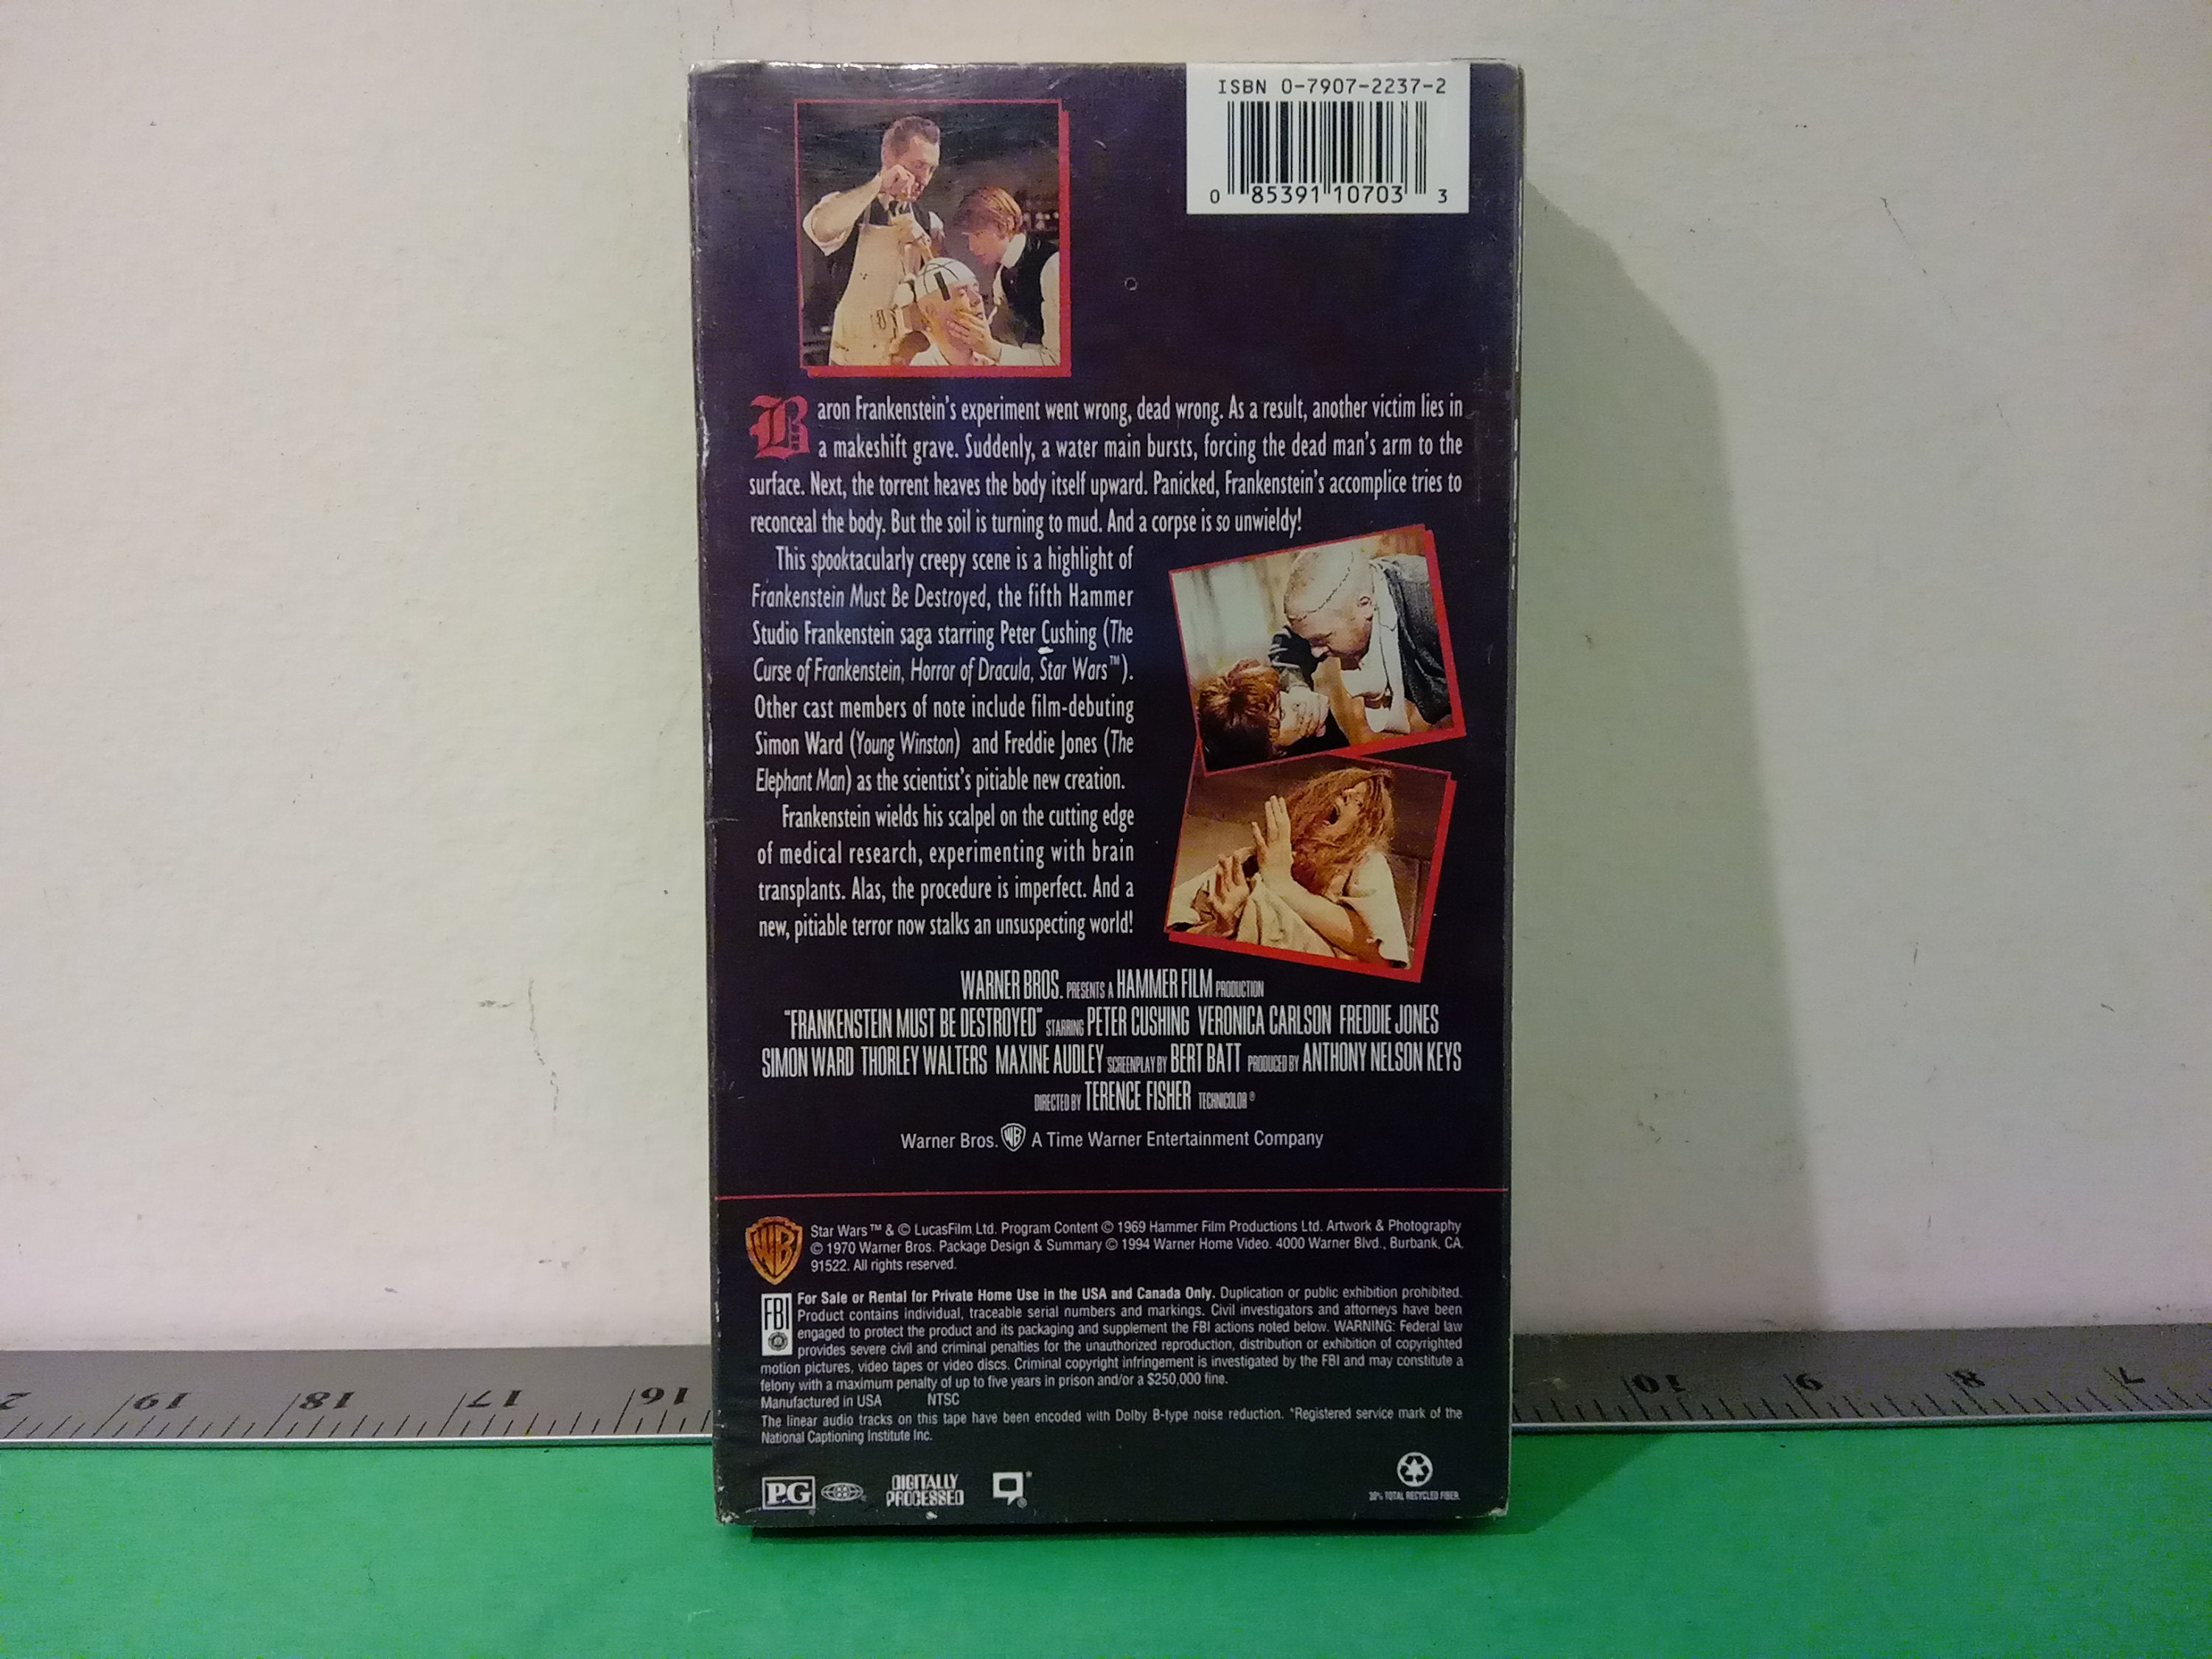 ISBN 0-7907-2237-2
0 85391 10703 3
Baron Frankenstein's experiment went wrong, dead wrong. As a result, another victim lies in
a makeshift grave. Suddenly, a water main bursts, forcing the dead man's arm to the
surface. Next, the torrent heaves the body itself upward. Panicked, Frankenstein's accomplice tries to
reconceal the body. But the soil is turning to mud. And a corpse is so unwieldy!
This spooktacularly creepy scene is a highlight of
Frankenstein Must Be Destroyed, the fifth Hammer
Studio Frankenstein saga starring Peter Cushing (The
Curse of Frankenstein, Horror of Dracula, Star Wars™).
Other cast members of note include film-debuting
Simon Ward (Young Winston) and Freddie Jones (The
Elephant Man) as the scientist's pitiable new creation.
Frankenstein wields his scalpel on the cutting edge
of medical research, experimenting with brain
transplants. Alas, the procedure is imperfect. And a
new, pitiable terror now stalks an unsuspecting world!
WARNER BROS. PRESENTS A HAMMER FILM PRODUCTION
"FRANKENSTEIN MUST BE DESTROYED" STARRING PETER CUSHING VERONICA CARLSON FREDDIE JONES
SIMON WARD THORLEY WALTERS MAXINE AUDLEY SCREENPLAY BY BERT BATT PRODUCED BY ANTHONY NELSON KEYS
DIRECTED BY TERENCE FISHER TECHNICOLOR®
Warner Bros. WB A Time Warner Entertainment Company
WB
Star Wars™ & © LucasFilm Ltd. Program Content © 1969 Hammer Film Productions Ltd. Artwork & Photography
© 1970 Warner Bros. Package Design & Summary © 1994 Warner Home Video. 4000 Warner Blvd., Burbank, CA.
91522. All rights reserved.
FBI
For Sale or Rental for Private Home Use in the USA and Canada Only. Duplication or public exhibition prohibited.
Product contains individual, traceable serial numbers and markings. Civil investigators and attorneys have been
engaged to protect the product and its packaging and supplement the FBI actions noted below. WARNING: Federal law
provides severe civil and criminal penalties for the unauthorized reproduction, distribution or exhibition of copyrighted
motion pictures, video tapes or video discs. Criminal copyright infringement is investigated by the FBI and may constitute a
felony with a maximum penalty of up to five years in prison and/or a $250,000 fine.
Manufactured in USA NTSC
The linear audio tracks on this tape have been encoded with Dolby B-type noise reduction. *Registered service mark of the
National Captioning Institute Inc.
PG DIGITALLY
PROCESSED
30% TOTAL RECYCLED FIBER.
19 18 17 16 10 9 8 7